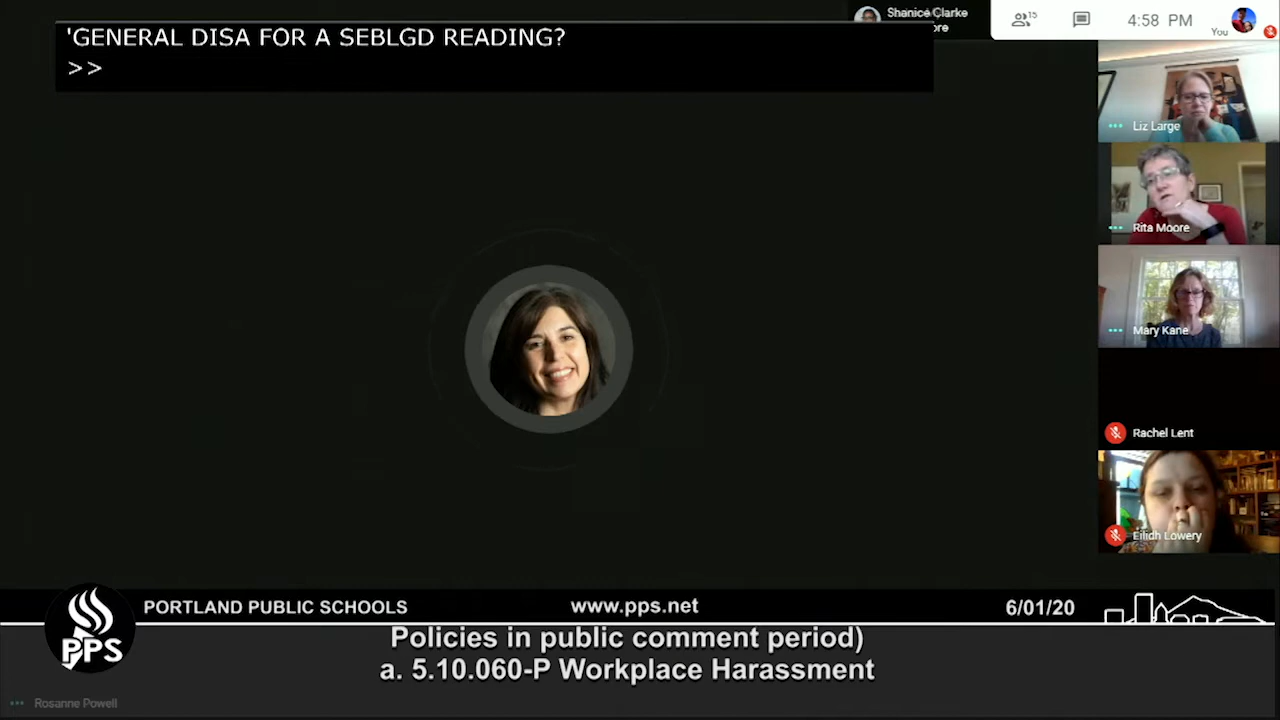 'GENERAL DISA FOR A SEBLGD READING?
>>
Shanice Clarke
ore
15
4:58 PM
You
Liz Large
Rita Moore
Mary Kane
Rachel Lent
Eilidh Lowery
PORTLAND PUBLIC SCHOOLS
www.pps.net
6/01/20
PPS
Policies in public comment period)
a. 5.10.060-P Workplace Harassment
Rosanne Powell